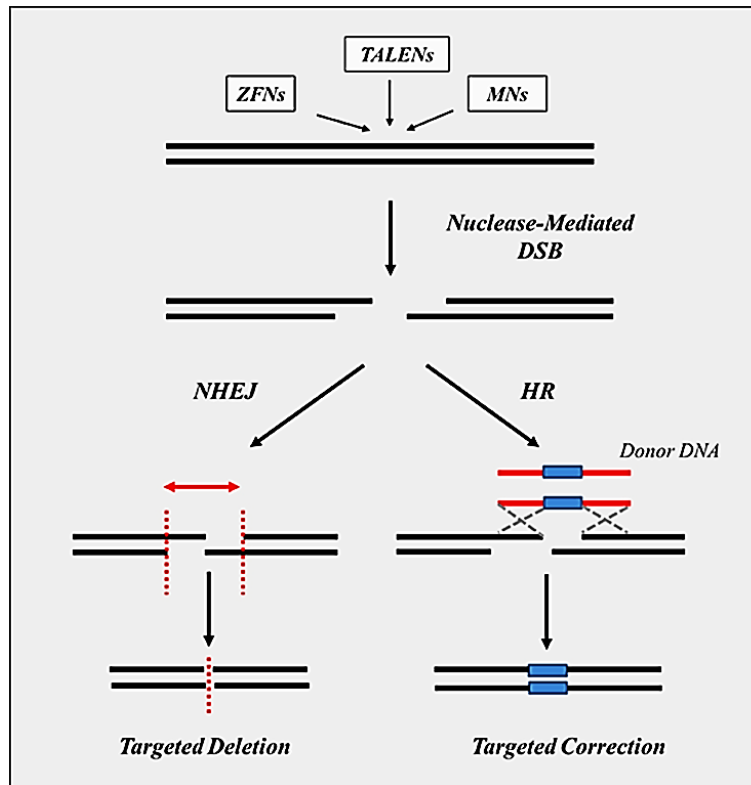 TALENs
ZFNs
MNs
Nuclease-Mediated
DSB
NHEJ
HR
Donor DNA
Targeted Deletion
Targeted Correction